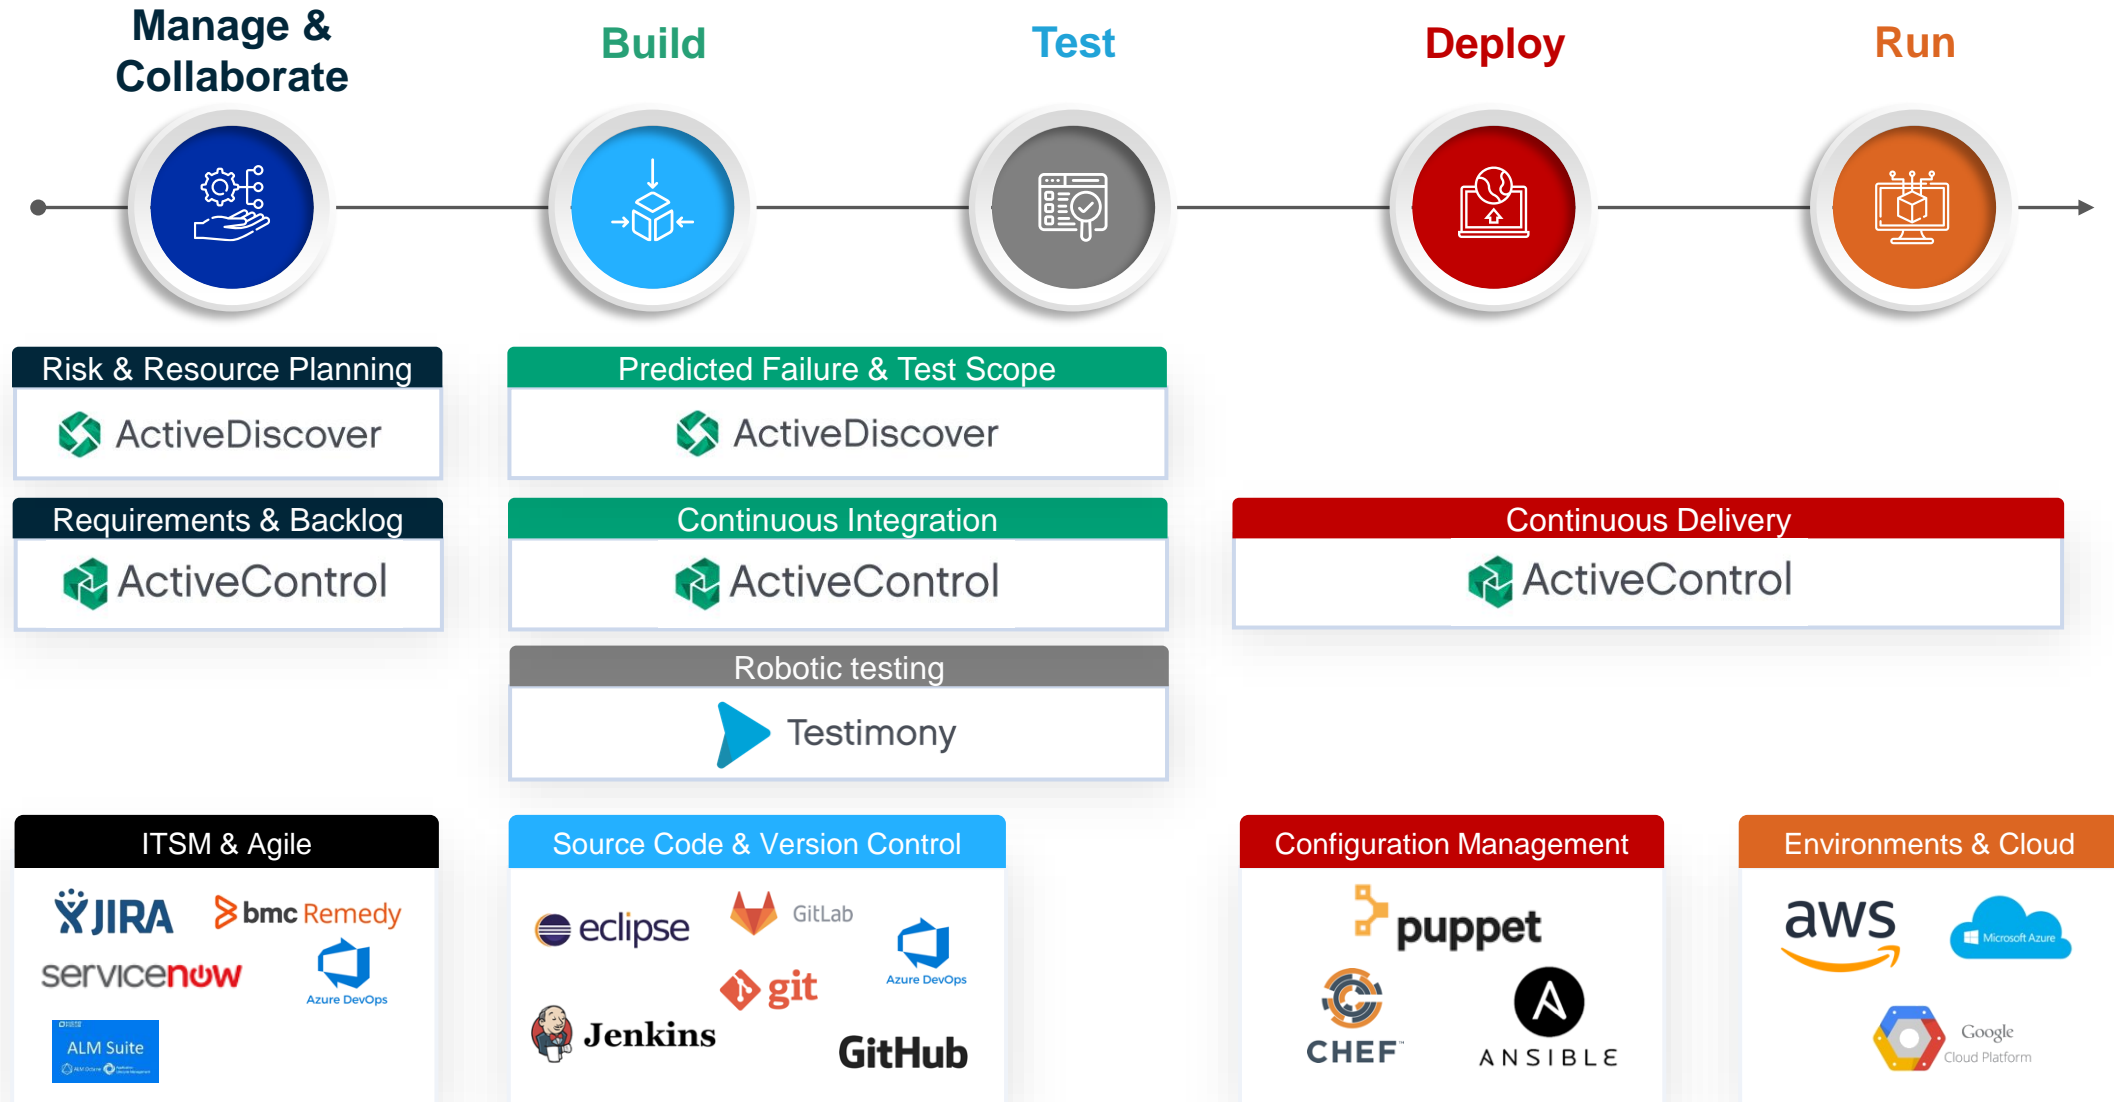 Manage &
Collaborate
Build
Test
Deploy
Run
Risk & Resource Planning
ActiveDiscover
Predicted Failure & Test Scope
ActiveDiscover
Requirements & Backlog
ActiveControl
Continuous Integration
ActiveControl
Continuous Delivery
ActiveControl
Robotic testing
Testimony
ITSM & Agile
JIRA
bmc Remedy
servicenow
Azure DevOps
ALM Suite
ALM Octane
Source Code & Version Control
eclipse
GitLab
Azure DevOps
git
Jenkins
GitHub
Configuration Management
puppet
CHEF™
ANSIBLE
Environments & Cloud
aws
Microsoft Azure
Google
Cloud Platform